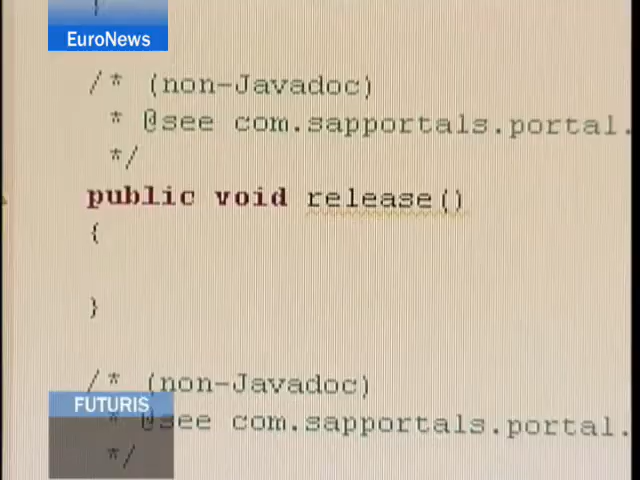 }
EuroNews
/* (non-Javadoc)
* @see com.sapportals.portal.
*/
public void release()
{
}
/* (non-Javadoc)
FUTURIS
* @see com.sapportals.portal.
*/